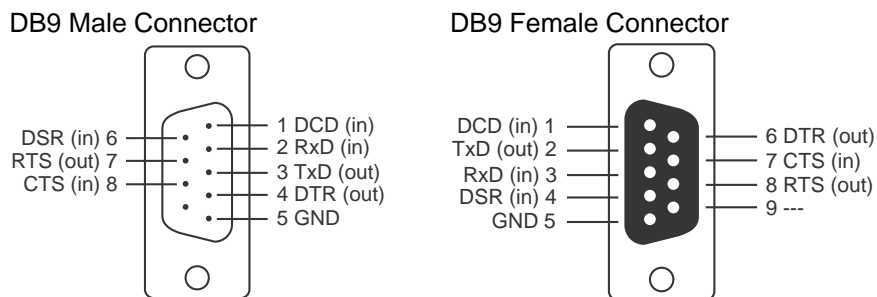 DB9 Male Connector
DSR (in) 6
RTS (out) 7
CTS (in) 8
1 DCD (in)
2 RxD (in)
3 TxD (out)
4 DTR (out)
5 GND
DB9 Female Connector
DCD (in) 1
TxD (out) 2
RxD (in) 3
DSR (in) 4
GND 5
6 DTR (out)
7 CTS (in)
8 RTS (out)
9 ---